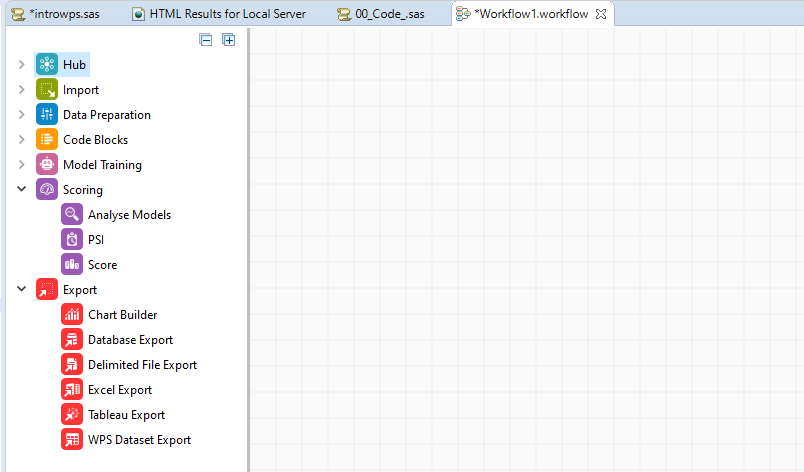 *introwps.sas
HTML Results for Local Server
00_Code_.sas
*Workflow1.workflow
Hub
Import
Data Preparation
Code Blocks
Model Training
Scoring
Analyse Models
PSI
Score
Export
Chart Builder
Database Export
Delimited File Export
Excel Export
Tableau Export
WPS Dataset Export